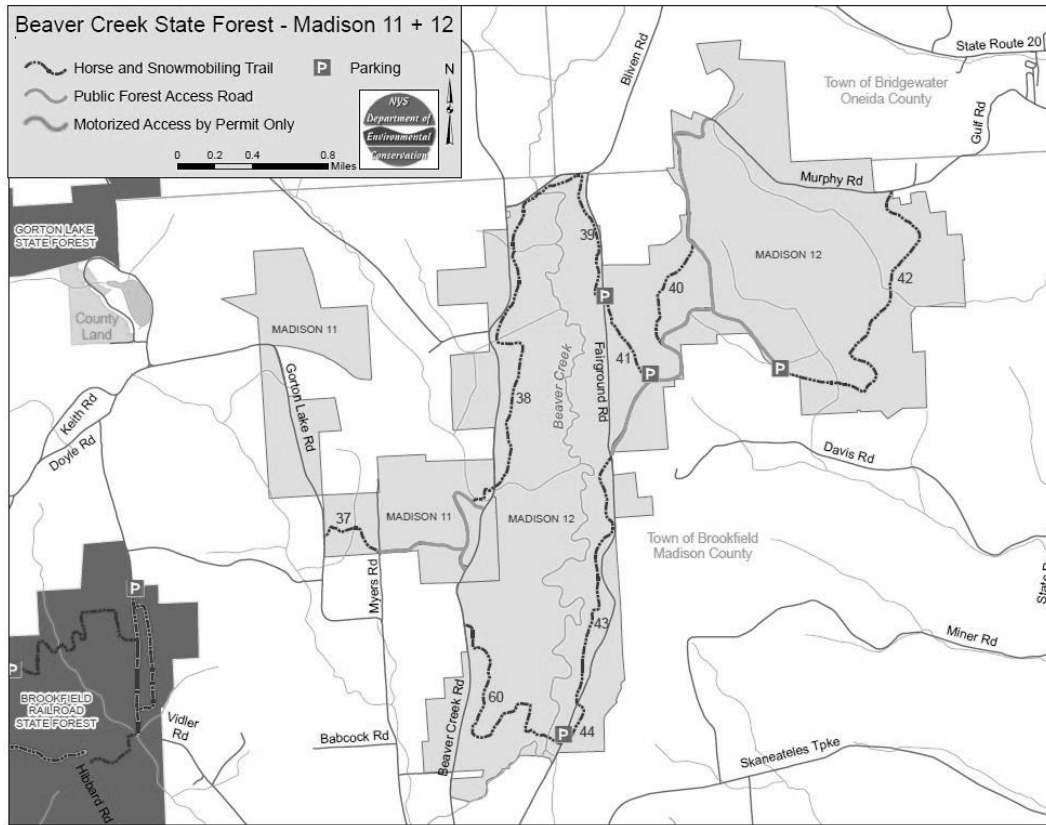 Beaver Creek State Forest - Madison 11 + 12
Horse and Snowmobiling Trail
P
Parking
N
Public Forest Access Road
Motorized Access by Permit Only
NYS
Department of
Environmental
Conservation
0
0.2
0.4
0.8
Miles
Bliven Rd
State Route 20
Town of Bridgewater
Oneida County
Gulf Rd
Murphy Rd
GORTON LAKE
STATE FOREST
County
Land
MADISON 11
39
40
MADISON 12
42
P
41
P
P
Keith Rd
Doyle Rd
Gorton Lake Rd
38
Beaver Creek
Fairground Rd
Davis Rd
37
MADISON 11
MADISON 12
Town of Brookfield
Madison County
Myers Rd
P
43
Miner Rd
P
BROOKFIELD
RAILROAD
STATE FOREST
60
Beaver Creek Rd
Vidler
Rd
Babcock Rd
P
44
Skaneateles Tpke
Hibbard Rd